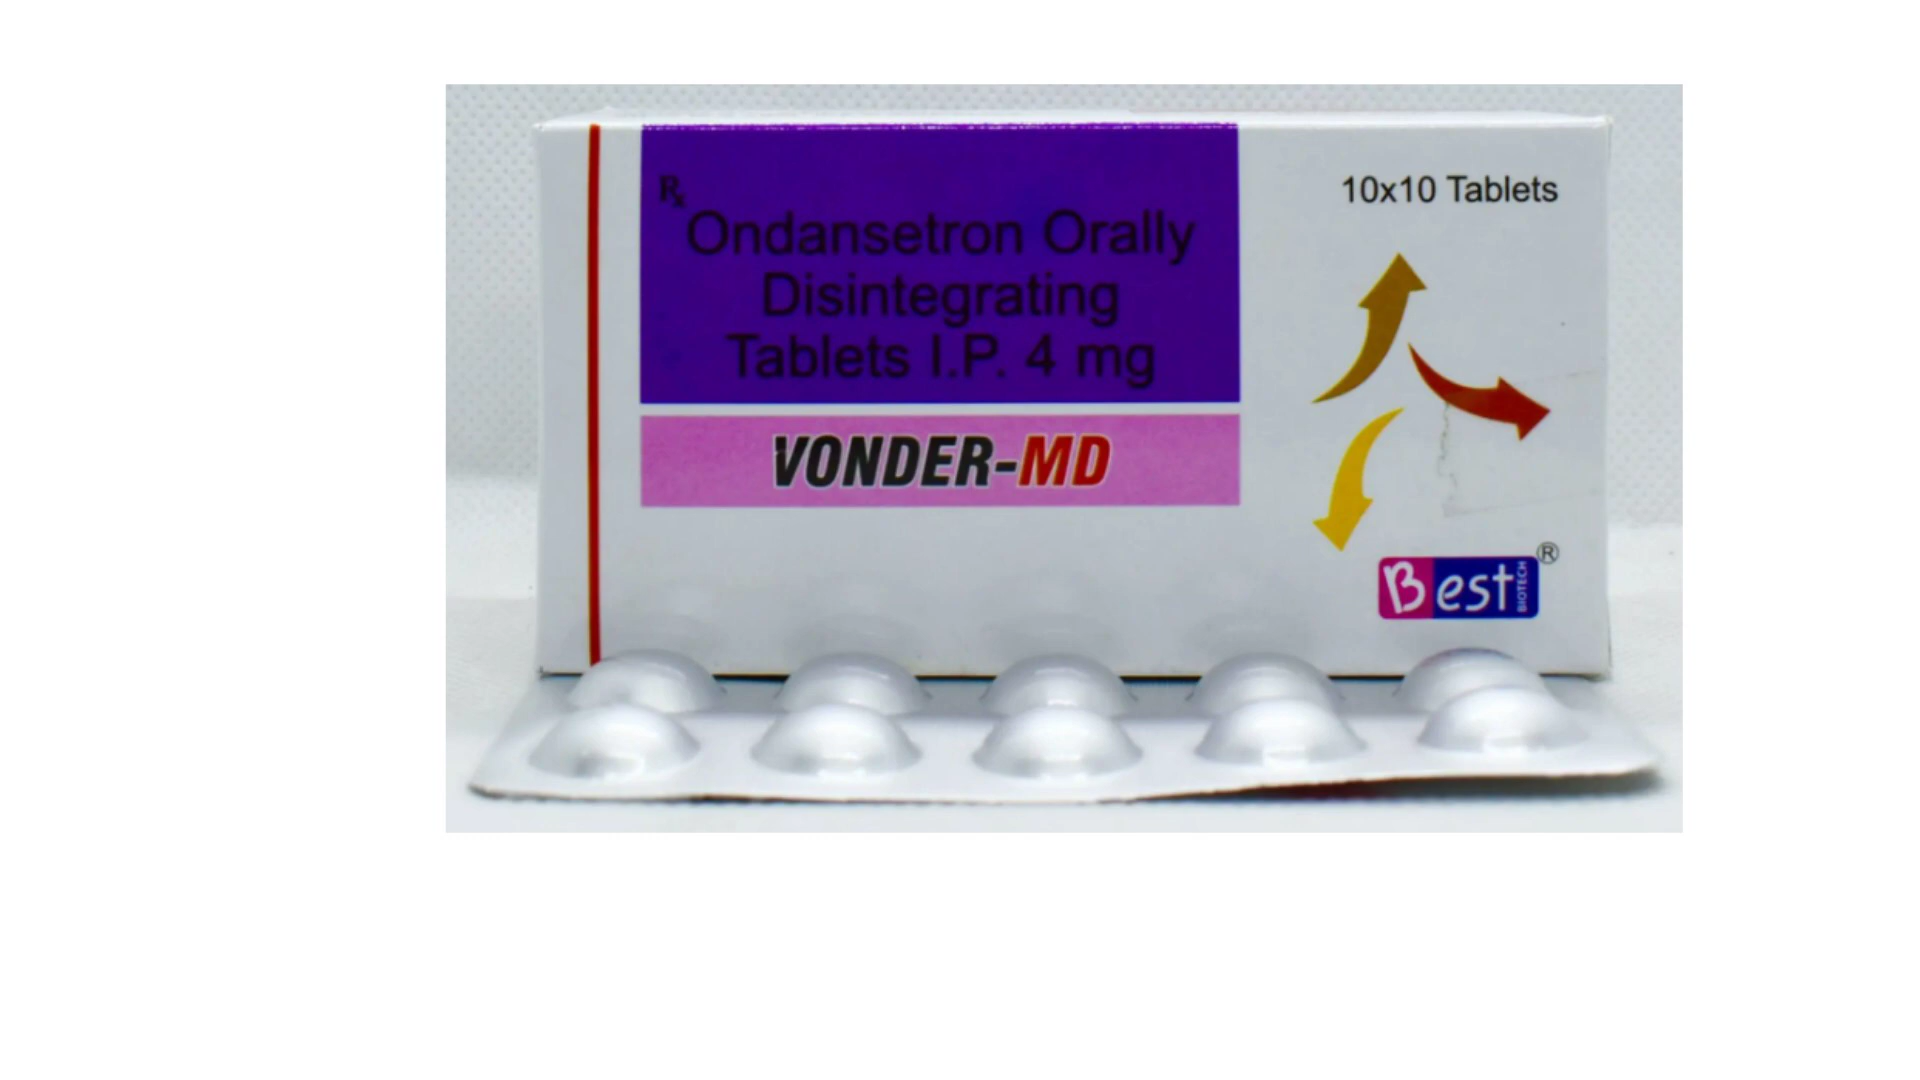 Rx
Ondansetron Orally
Disintegrating
Tablets I.P. 4 mg
VONDER-MD
10x10 Tablets
Best BIOTECH ®